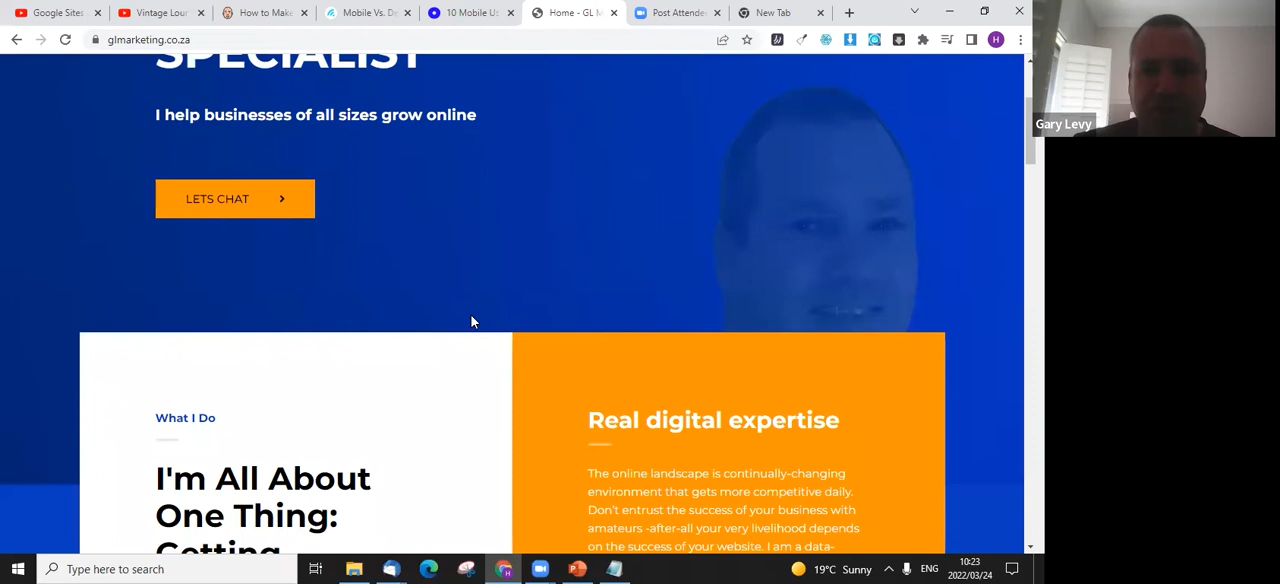 Google Sites
Vintage Lour
How to Make
Mobile Vs. De
10 Mobile Us
Home - GL M
Post Attendee
New Tab
glmarketing.co.za
H
Gary Levy
SPECIALIST
I help businesses of all sizes grow online
LETS CHAT
What I Do
I'm All About
One Thing:
Getting
Real digital expertise
The online landscape is continually-changing
environment that gets more competitive daily.
Don't entrust the success of your business with
amateurs -after-all your very livelihood depends
on the success of your website. I am a data-
Type here to search
19°C Sunny
ENG
10:23
2022/03/24